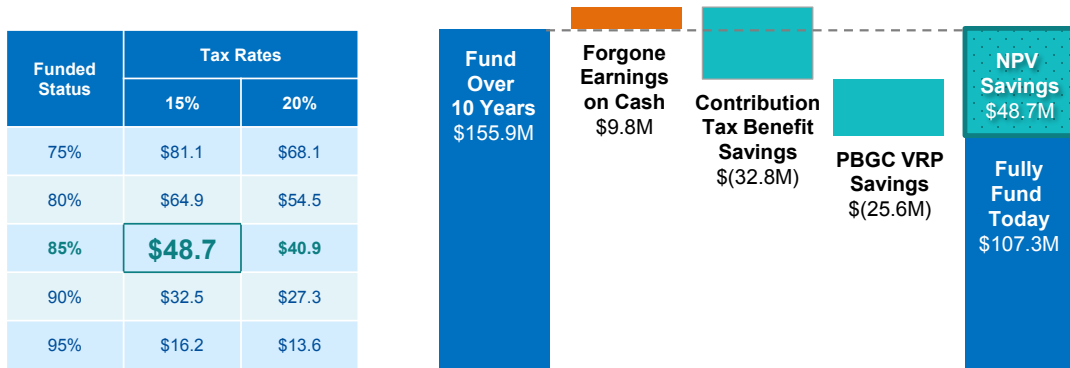 Funded
Status
Tax Rates
15%
20%
75%
$81.1
$68.1
80%
$64.9
$54.5
85%
$48.7
$40.9
90%
$32.5
$27.3
95%
$16.2
$13.6
Fund
Over
10 Years
$155.9M
Forgone
Earnings
on Cash
$9.8M
Contribution
Tax Benefit
Savings
$(32.8M)
PBGC VRP
Savings
$(25.6M)
NPV
Savings
$48.7M
Fully
Fund
Today
$107.3M